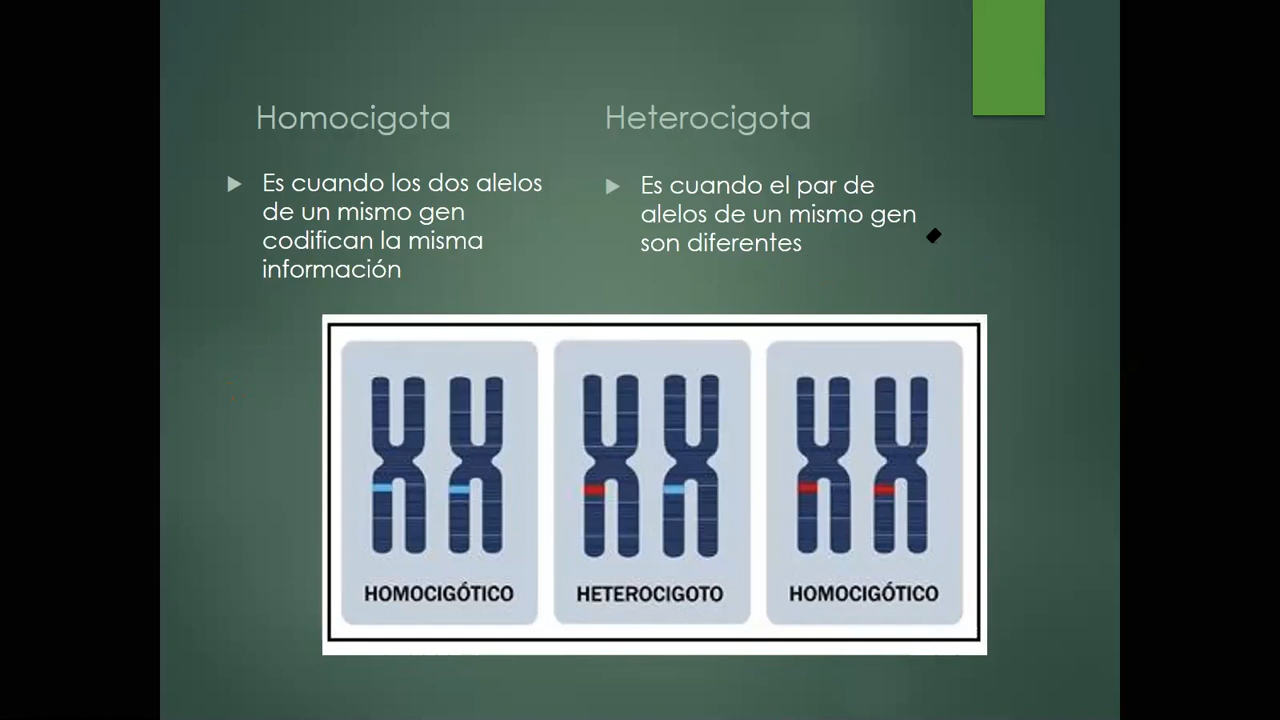 Homocigota
Es cuando los dos alelos
de un mismo gen
codifican la misma
información
Heterocigota
Es cuando el par de
alelos de un mismo gen
son diferentes
HOMOCIGÓTICO
HETEROCIGOTO
HOMOCIGÓTICO